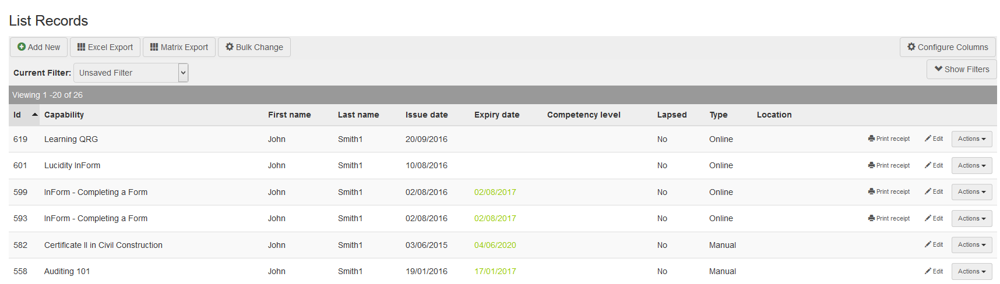 List Records
Add New Excel Export Matrix Export Bulk Change Configure Columns
Current Filter: Unsaved Filter Show Filters
Viewing 1 -20 of 26
Id Capability First name Last name Issue date Expiry date Competency level Lapsed Type Location
619 Learning QRG John Smith1 20/09/2016 No Online Print receipt Edit Actions
601 Lucidity InForm John Smith1 10/08/2016 No Online Print receipt Edit Actions
599 InForm - Completing a Form John Smith1 02/08/2016 02/08/2017 No Online Print receipt Edit Actions
593 InForm - Completing a Form John Smith1 02/08/2016 02/08/2017 No Online Print receipt Edit Actions
582 Certificate II in Civil Construction John Smith1 03/06/2015 04/06/2020 No Manual Edit Actions
558 Auditing 101 John Smith1 19/01/2016 17/01/2017 No Manual Edit Actions